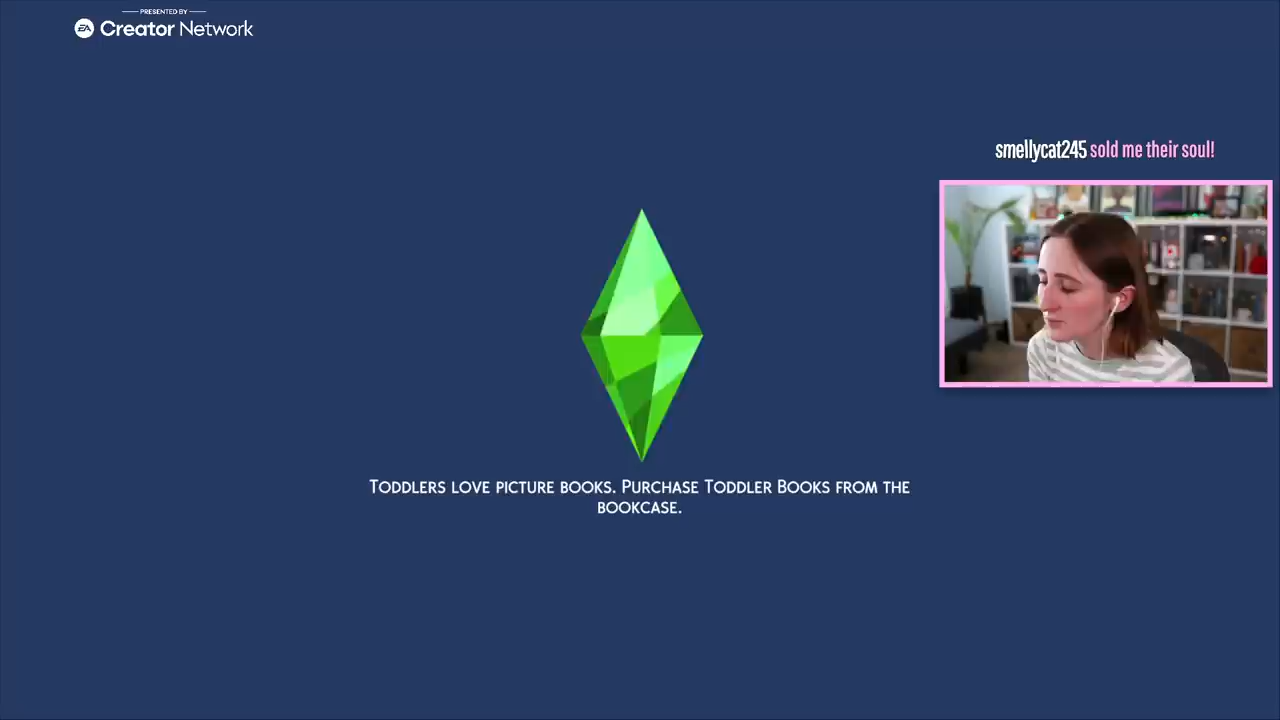 PRESENTED BY
EA Creator Network
smellycat245 sold me their soul!
TODDLERS LOVE PICTURE BOOKS. PURCHASE TODDLER BOOKS FROM THE
BOOKCASE.